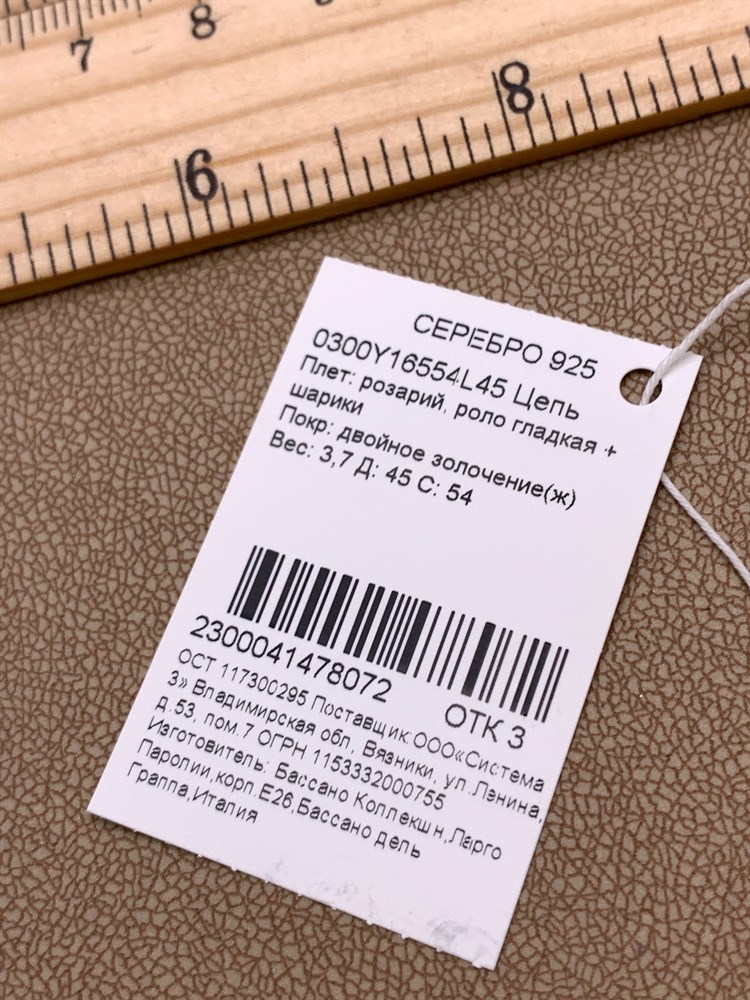 7 8
6 8
СЕРЕБРО 925
0300Y16554L45 Цепь
Плет: розарий, роло гладкая +
шарики
Покр: двойное золочение(ж)
Вес: 3,7 Д: 45 С: 54
2300041478072
ОТК 3
ОСТ 117300295 Поставщик:ООО«Система
3» Владимирская обл, Вязники, ул.Ленина,
д.53, пом.7 ОГРН 1153332000755
Изготовитель: Бассано Коллекшн,Ларго
Паролии,корп.Е26,Бассано дель
Граппа,Италия